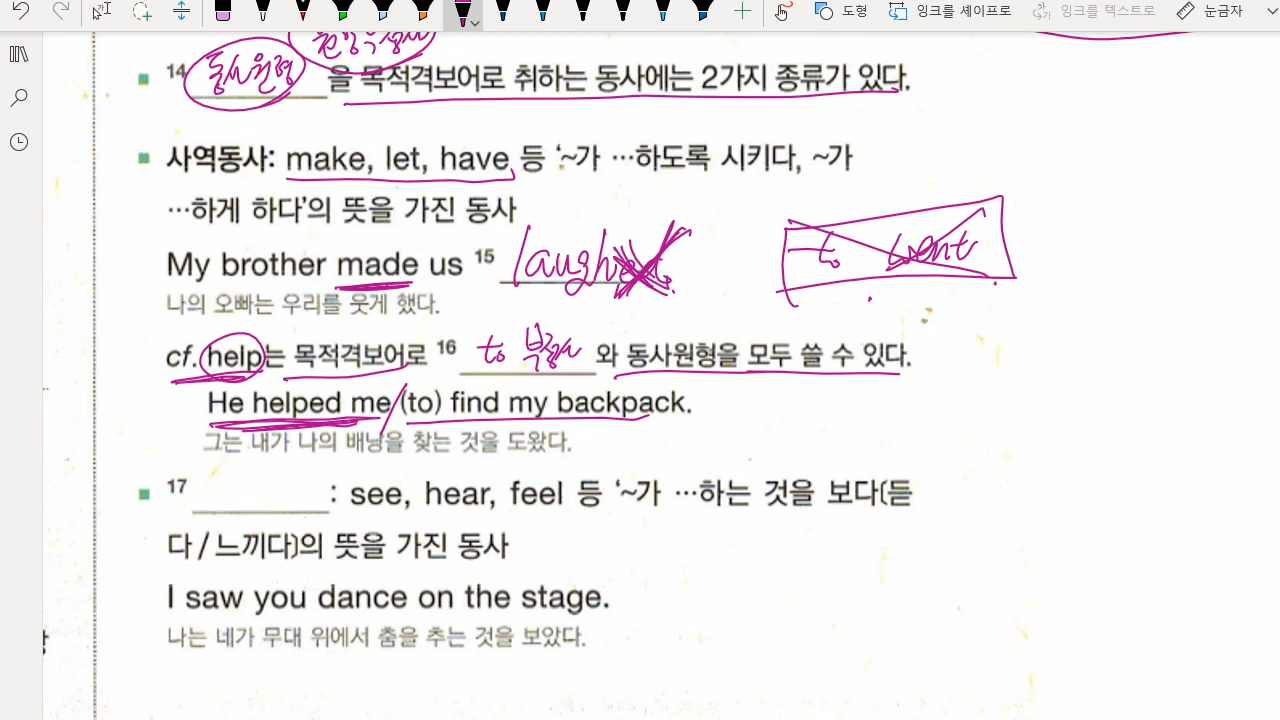 도형 잉크를 셰이프로 잉크를 텍스트로 눈금자
14 동사원형 을 목적격보어로 취하는 동사에는 2가지 종류가 있다.
사역동사: make, let, have 등 ‘~가 …하도록 시키다, ~가
…하게 하다’의 뜻을 가진 동사
My brother made us 15 laugh
to went
나의 오빠는 우리를 웃게 했다.
cf. help는 목적격보어로 16 to 부정사 와 동사원형을 모두 쓸 수 있다.
He helped me (to) find my backpack.
그는 내가 나의 배낭을 찾는 것을 도왔다.
17 : see, hear, feel 등 ‘~가 …하는 것을 보다(듣
다/느끼다)의 뜻을 가진 동사
I saw you dance on the stage.
나는 네가 무대 위에서 춤을 추는 것을 보았다.